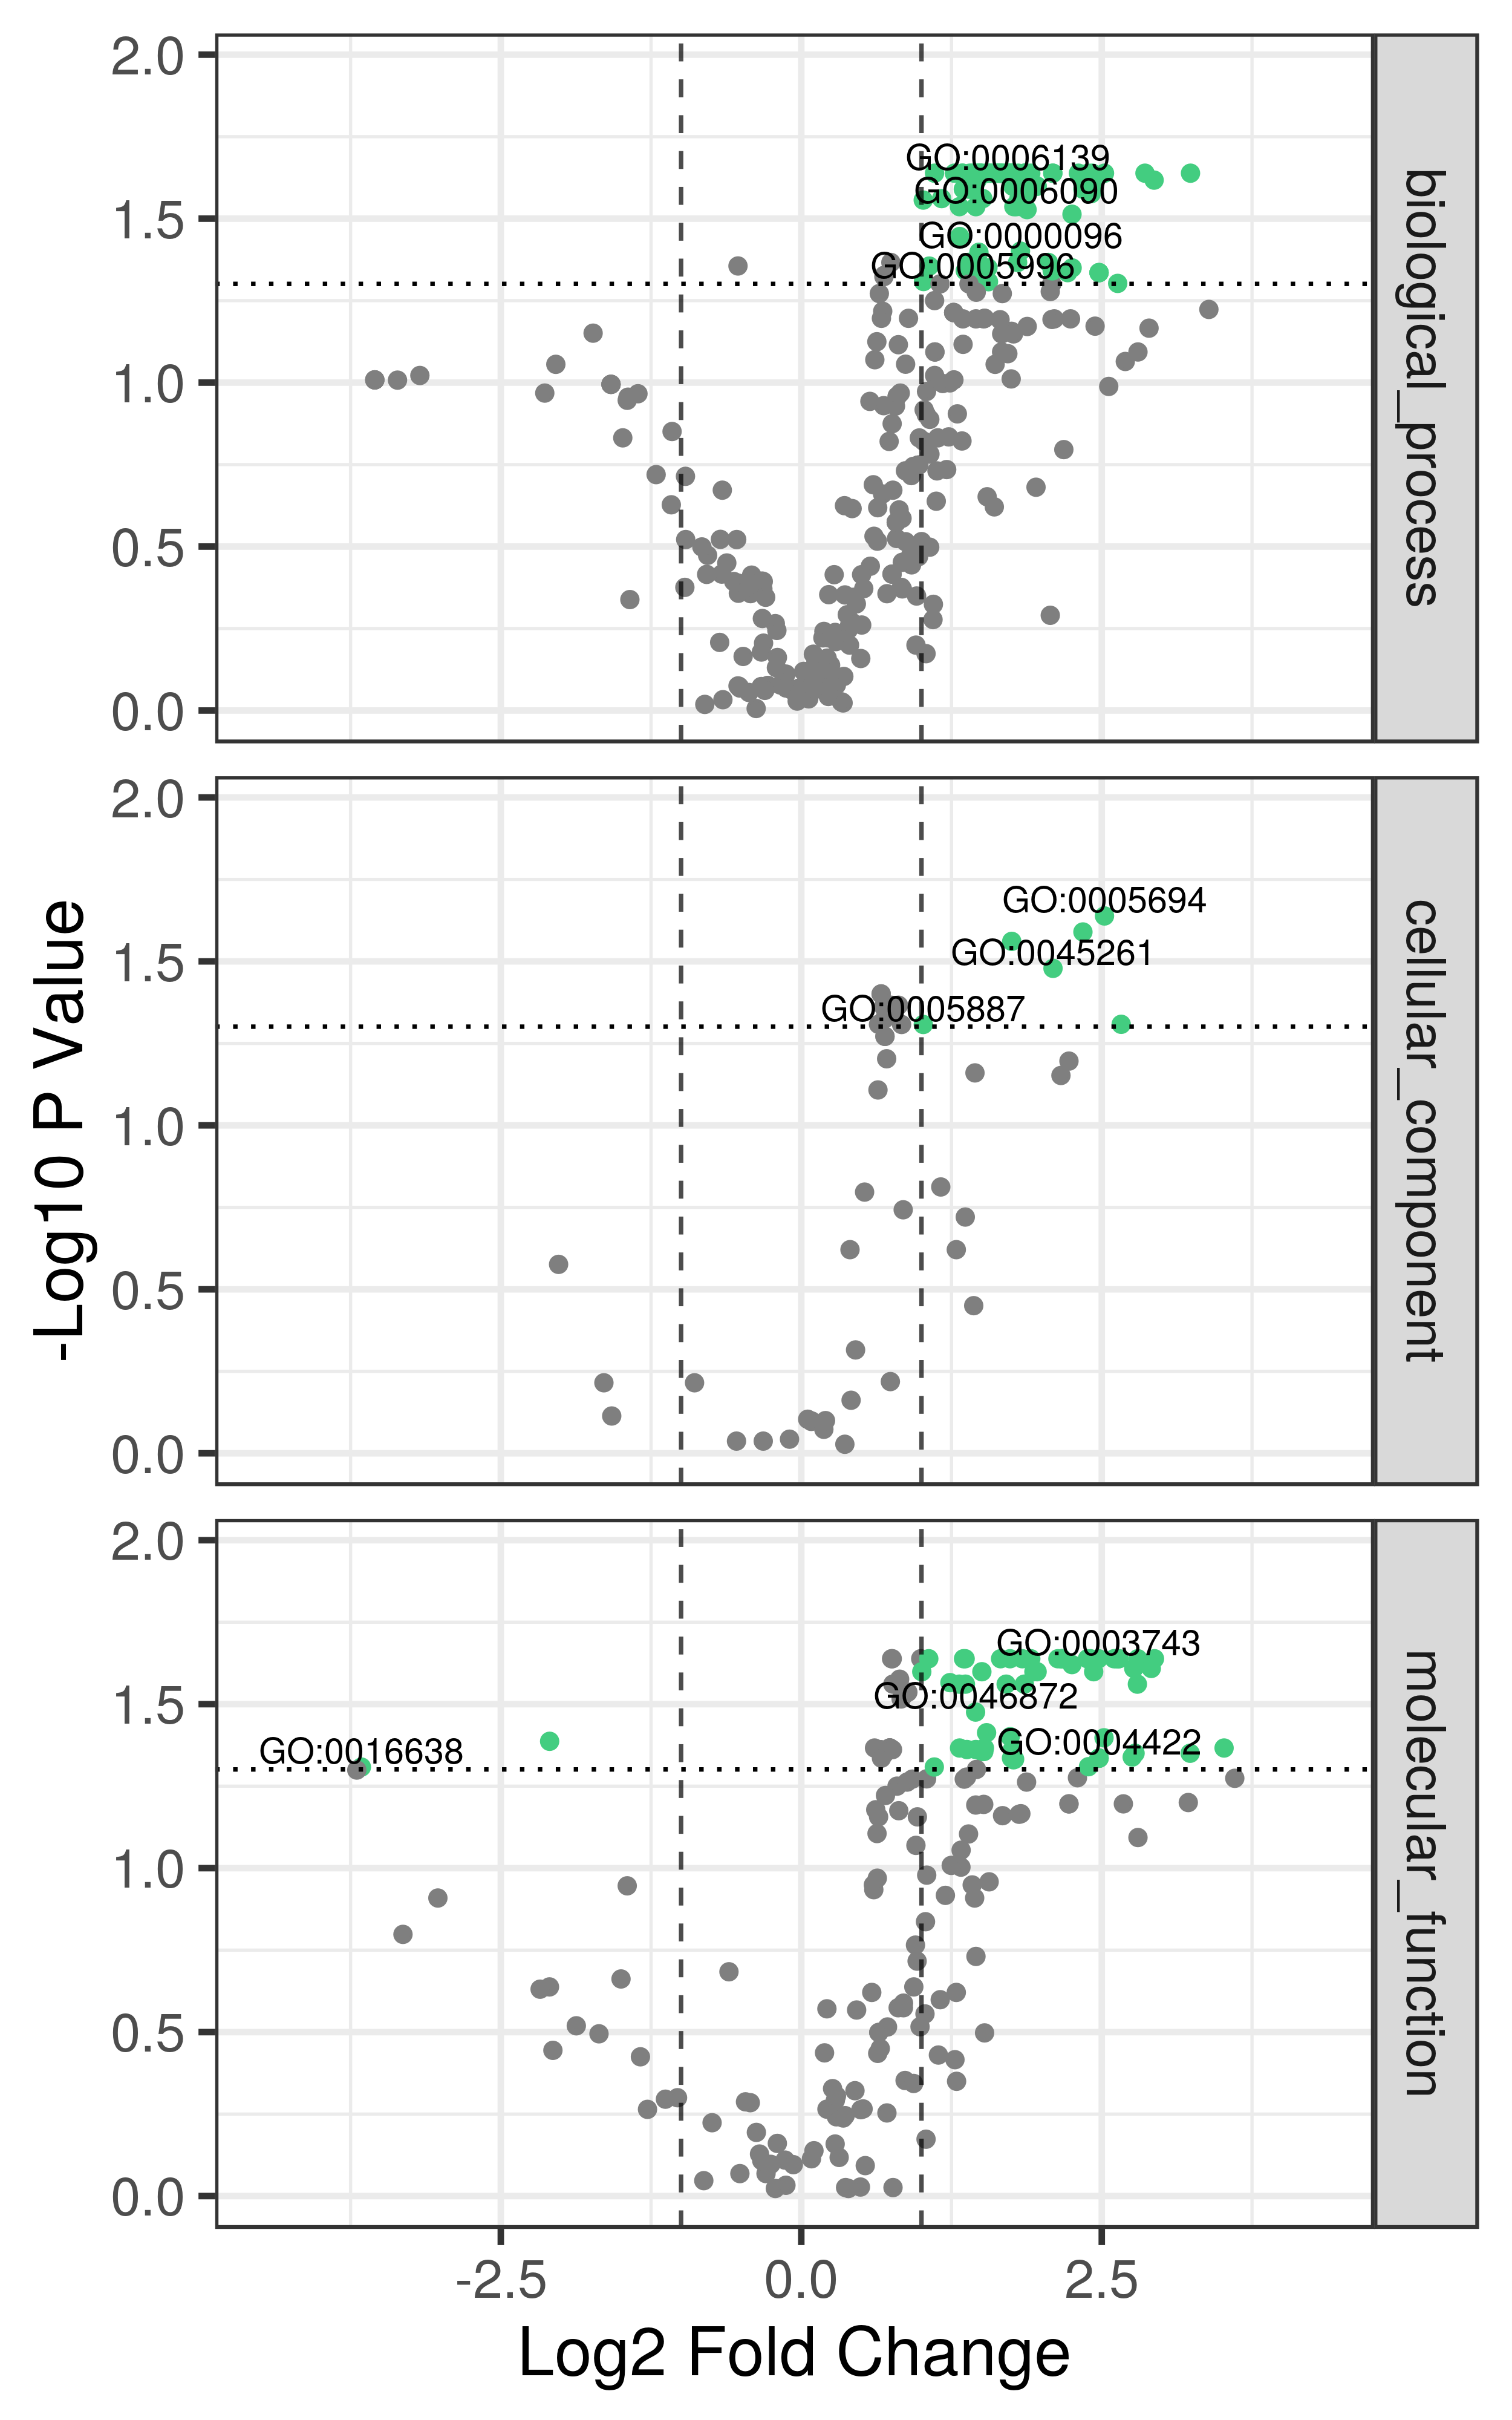 2.0
1.5
1.0
0.5
0.0
GO:0006139
GO:0006090
GO:0000096
GO:0005996
biological_process
2.0
1.5
1.0
0.5
0.0
GO:0005694
GO:0045261
GO:0005887
cellular_component
-Log10 P Value
2.0
1.5
1.0
0.5
0.0
GO:0003743
GO:0046872
GO:0004422
GO:0016638
molecular_function
-2.5
0.0
2.5
Log2 Fold Change